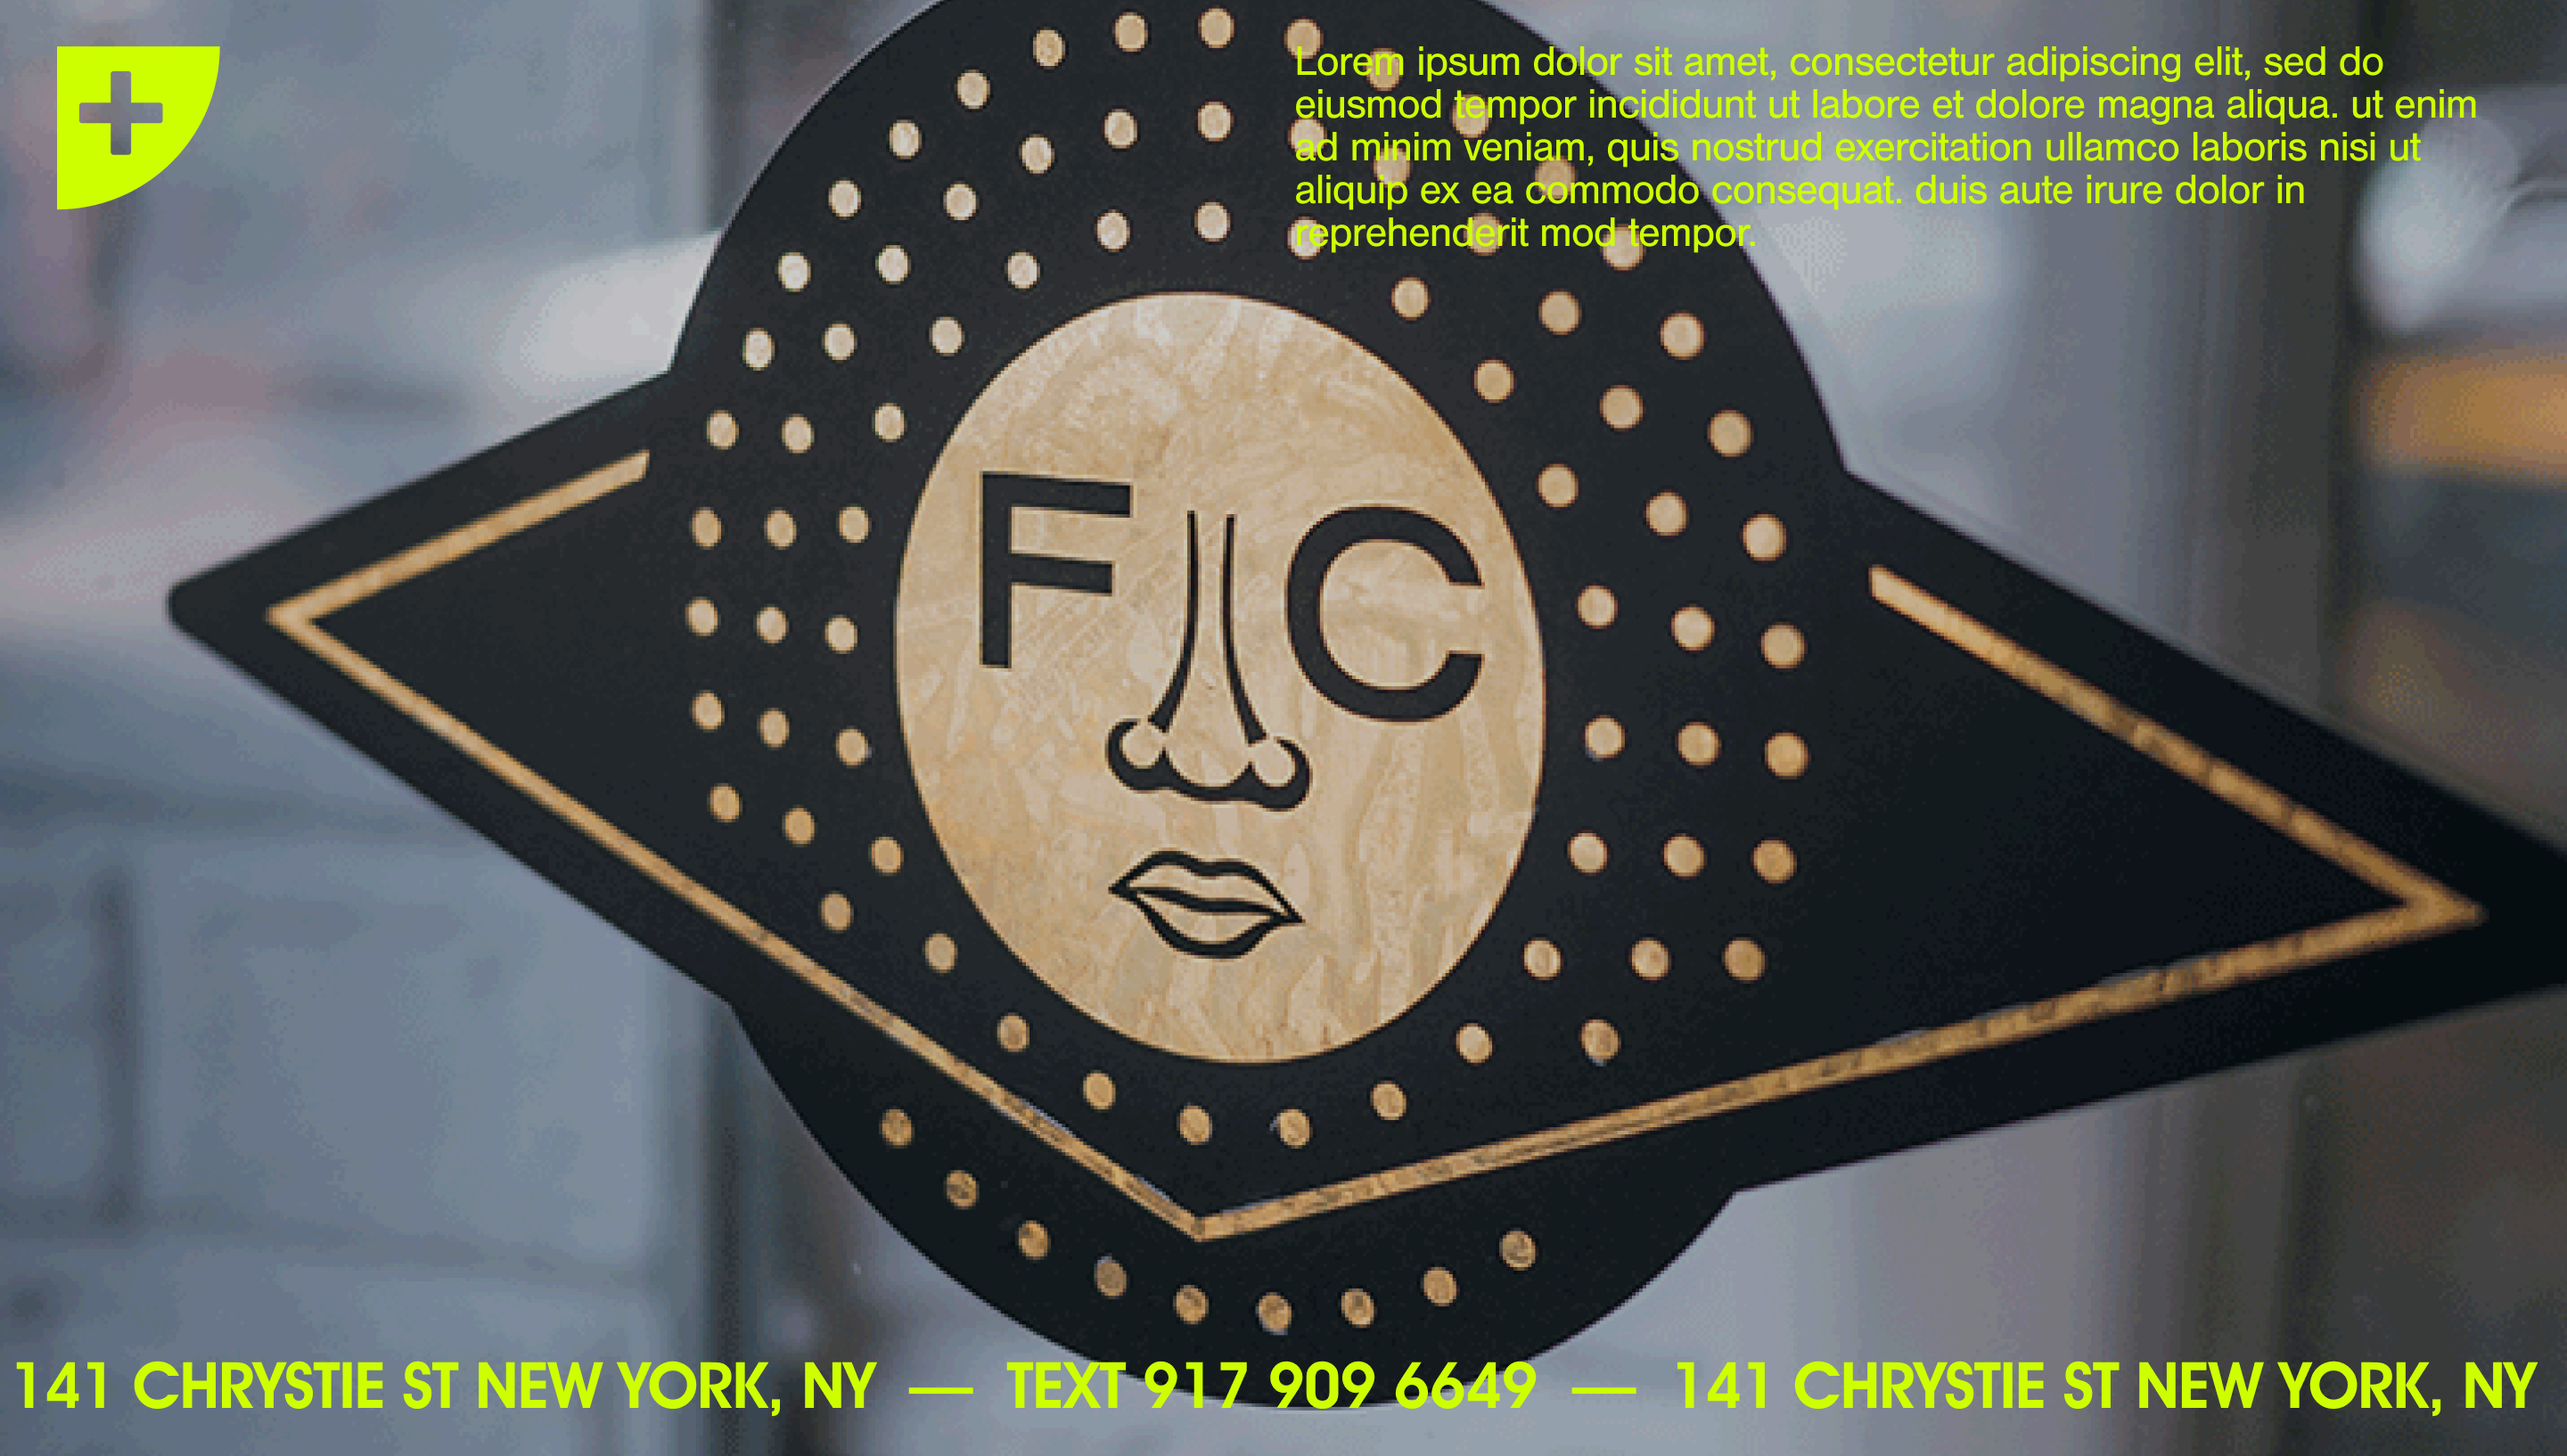 Lorem ipsum dolor sit amet, consectetur adipiscing elit, sed do
eiusmod tempor incididunt ut labore et dolore magna aliqua. ut enim
ad minim veniam, quis nostrud exercitation ullamco laboris nisi ut
aliquip ex ea commodo consequat. duis aute irure dolor in
reprehenderit mod tempor.
F C
141 CHRYSTIE ST NEW YORK, NY — TEXT 917 909 6649 — 141 CHRYSTIE ST NEW YORK, NY